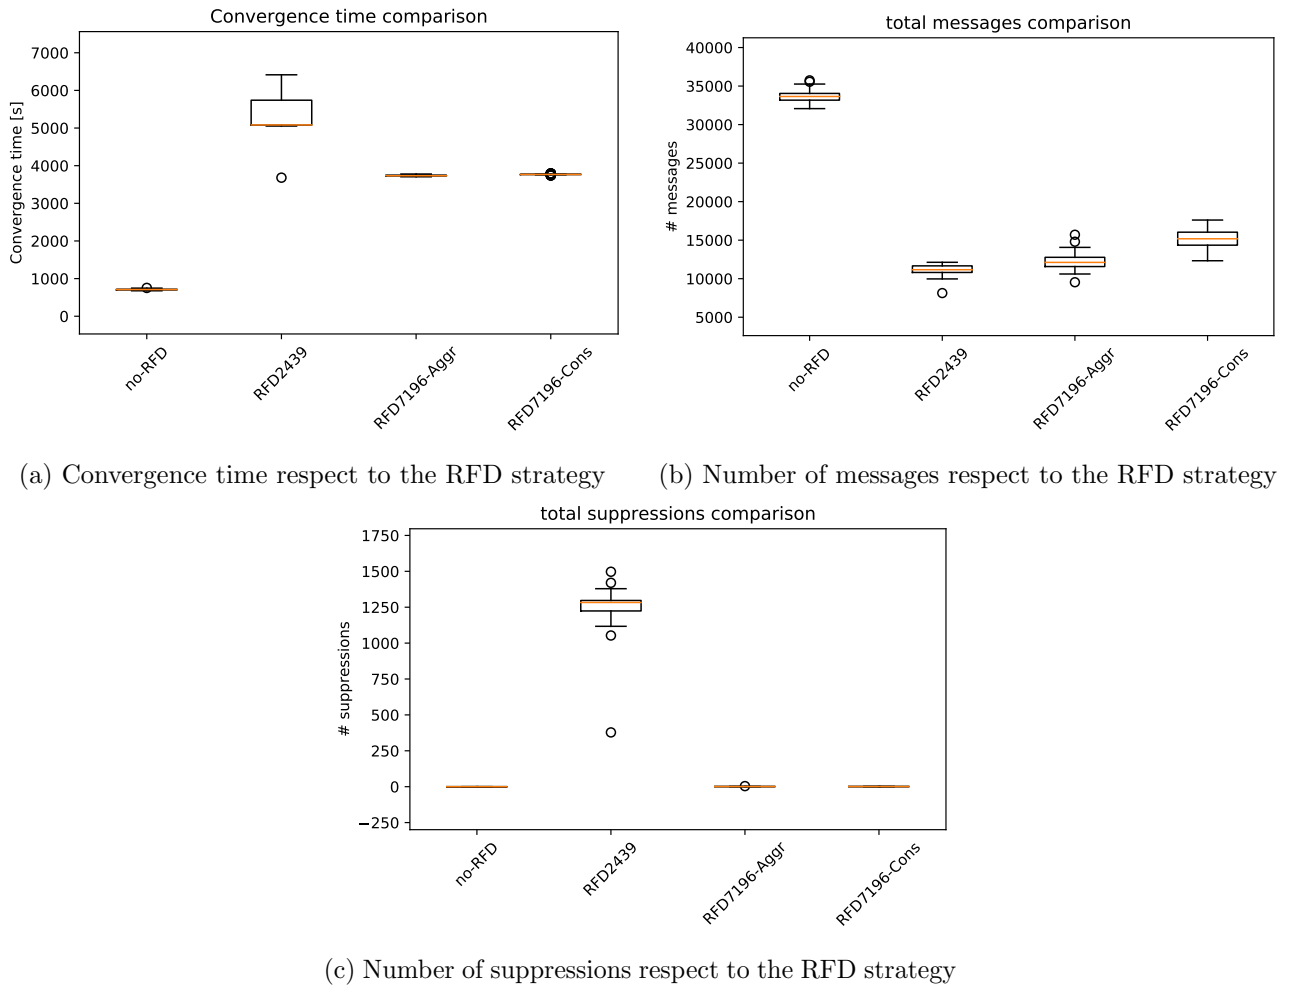 Convergence time comparison
Convergence time [s]
7000
6000
5000
4000
3000
2000
1000
0
no-RFD
RFD2439
RFD7196-Aggr
RFD7196-Cons
(a) Convergence time respect to the RFD strategy
total messages comparison
# messages
40000
35000
30000
25000
20000
15000
10000
5000
no-RFD
RFD2439
RFD7196-Aggr
RFD7196-Cons
(b) Number of messages respect to the RFD strategy
total suppressions comparison
# suppressions
1750
1500
1250
1000
750
500
250
0
−250
no-RFD
RFD2439
RFD7196-Aggr
RFD7196-Cons
(c) Number of suppressions respect to the RFD strategy